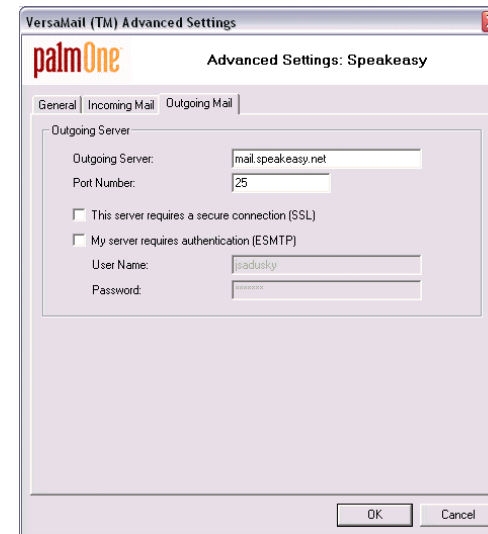 VersaMail (TM) Advanced Settings
palmOne
Advanced Settings: Speakeasy
General Incoming Mail Outgoing Mail
Outgoing Server
Outgoing Server: mail.speakeasy.net
Port Number: 25
This server requires a secure connection (SSL)
My server requires authentication (ESMTP)
User Name: jsadusky
Password: xxxxxxx
OK Cancel